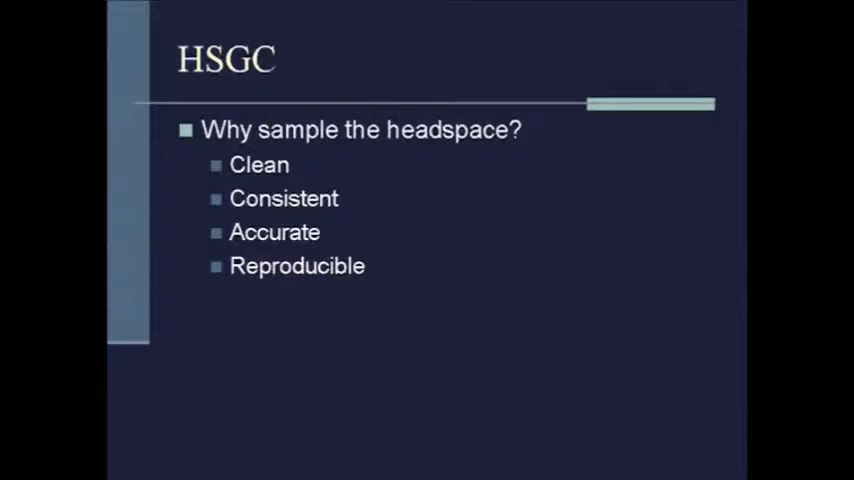 HSGC
Why sample the headspace?
Clean
Consistent
Accurate
Reproducible